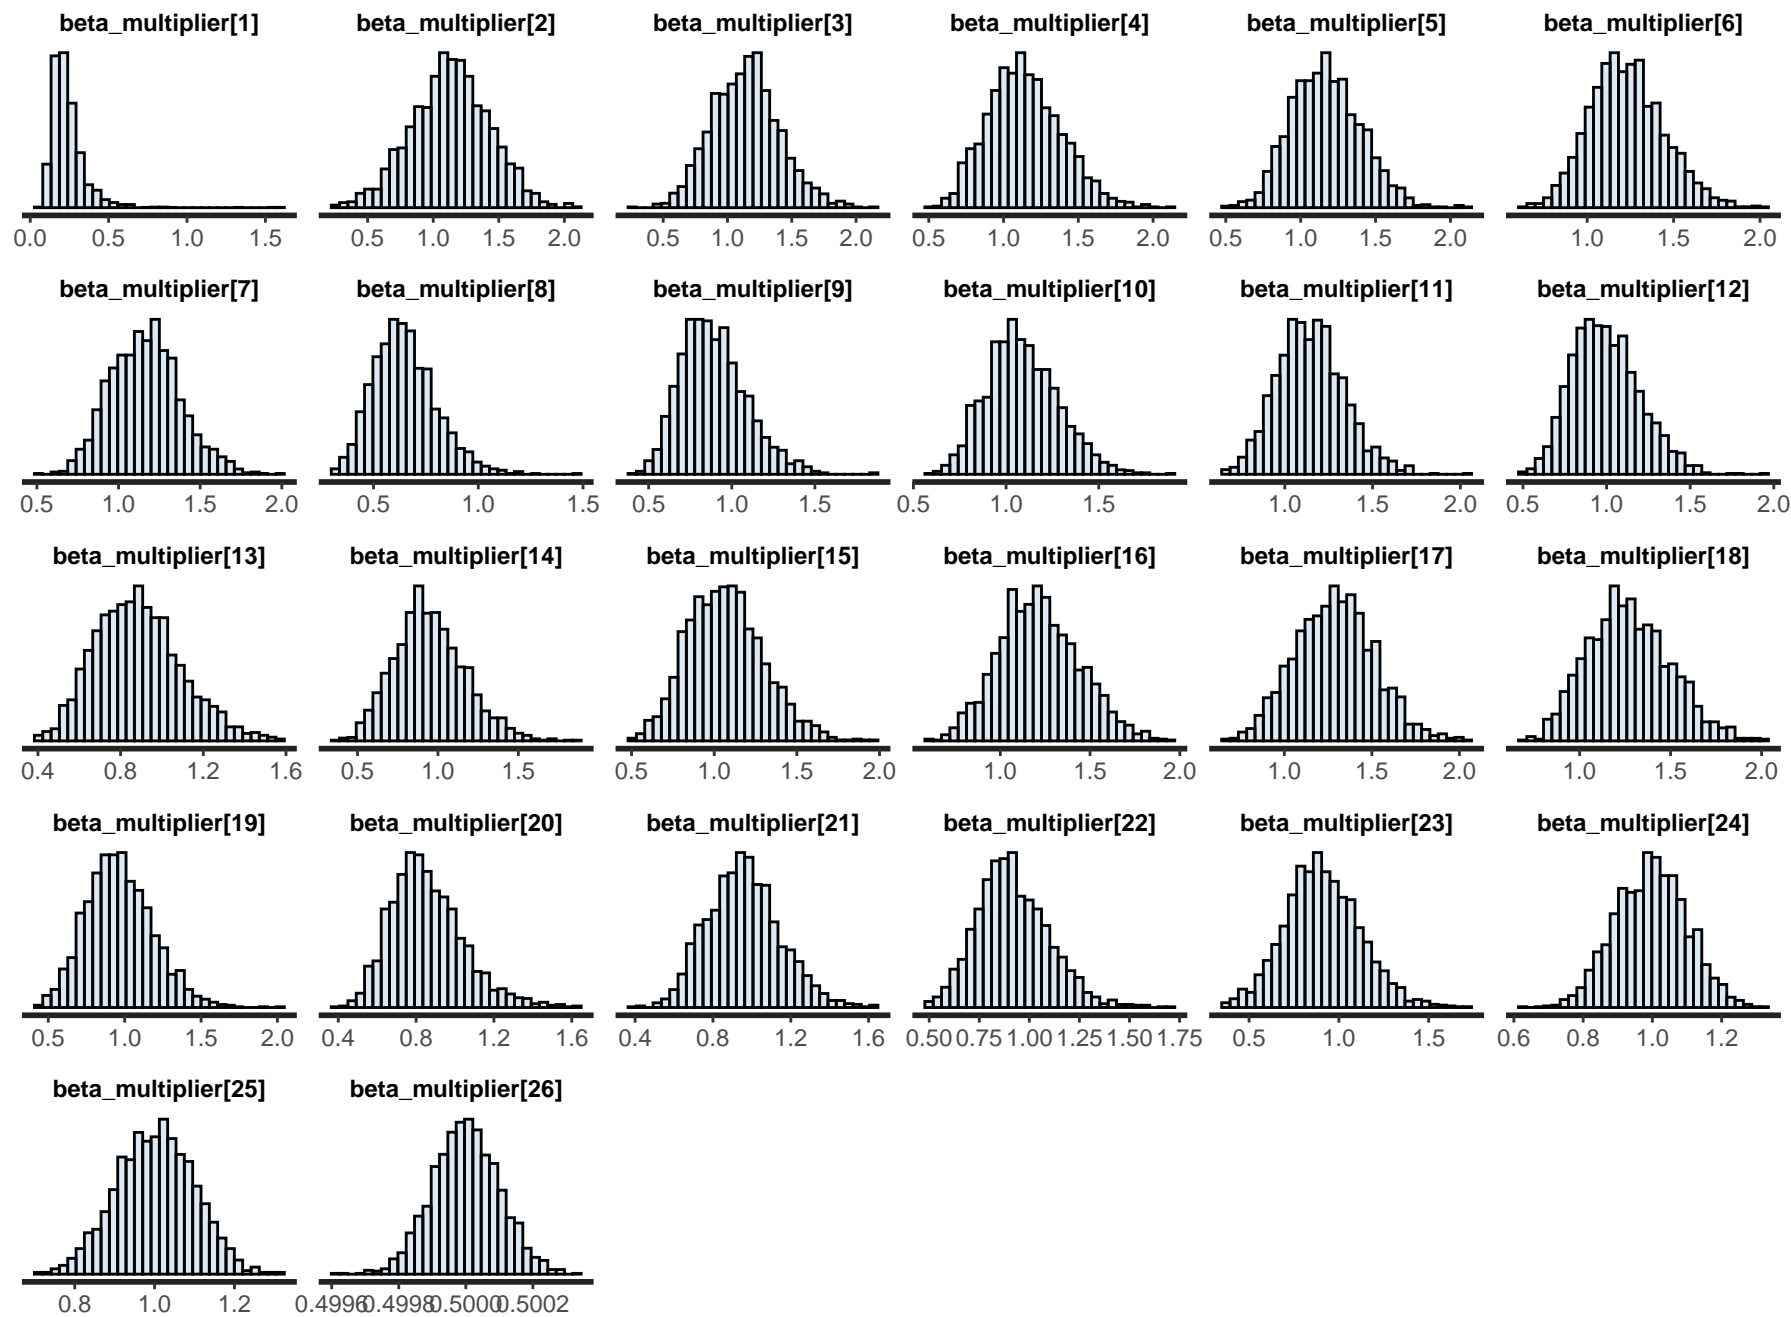 beta_multiplier[1] beta_multiplier[2] beta_multiplier[3] beta_multiplier[4] beta_multiplier[5] beta_multiplier[6]
0.0 0.5 1.0 1.5 0.5 1.0 1.5 2.0 0.5 1.0 1.5 2.0 0.5 1.0 1.5 2.0 0.5 1.0 1.5 2.0 1.0 1.5 2.0
beta_multiplier[7] beta_multiplier[8] beta_multiplier[9] beta_multiplier[10] beta_multiplier[11] beta_multiplier[12]
0.5 1.0 1.5 2.0 0.5 1.0 1.5 0.5 1.0 1.5 0.5 1.0 1.5 1.0 1.5 2.0 0.5 1.0 1.5 2.0
beta_multiplier[13] beta_multiplier[14] beta_multiplier[15] beta_multiplier[16] beta_multiplier[17] beta_multiplier[18]
0.4 0.8 1.2 1.6 0.5 1.0 1.5 0.5 1.0 1.5 2.0 1.0 1.5 2.0 1.0 1.5 2.0 1.0 1.5 2.0
beta_multiplier[19] beta_multiplier[20] beta_multiplier[21] beta_multiplier[22] beta_multiplier[23] beta_multiplier[24]
0.5 1.0 1.5 2.0 0.4 0.8 1.2 1.6 0.4 0.8 1.2 1.6 0.50 0.75 1.00 1.25 1.50 1.75 0.5 1.0 1.5 0.6 0.8 1.0 1.2
beta_multiplier[25] beta_multiplier[26]
0.8 1.0 1.2 0.4996 0.4998 0.5000 0.5002